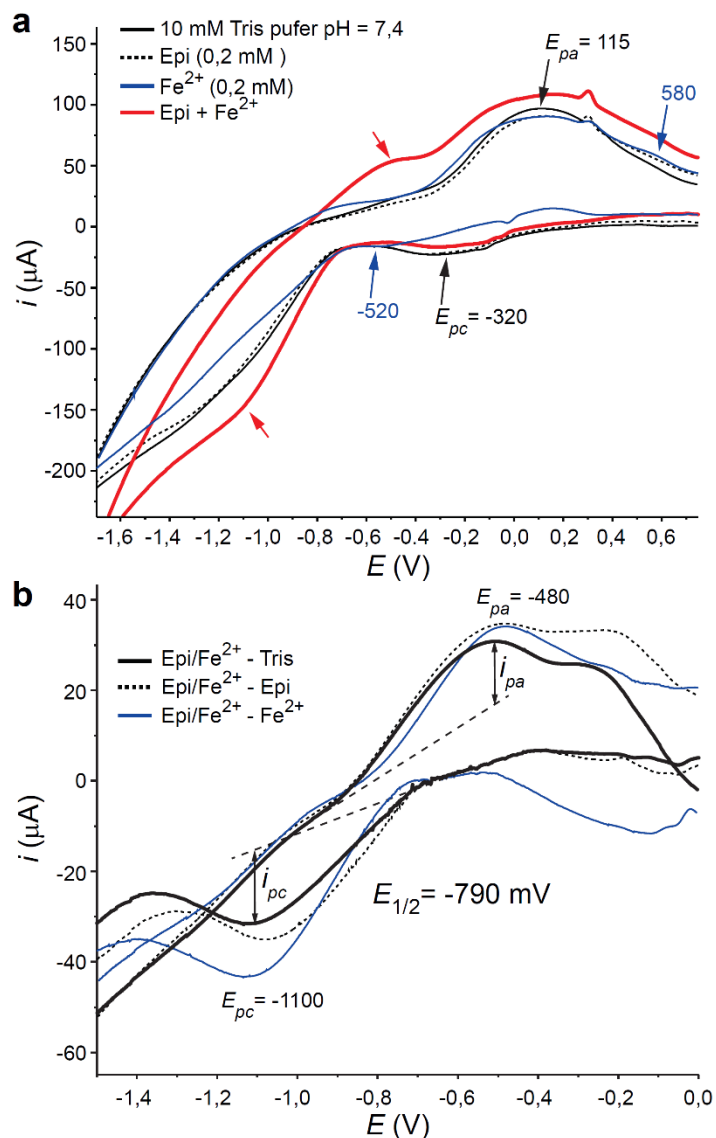 a
10 mM Tris pufer pH = 7,4
Epi (0,2 mM )
Fe²⁺ (0,2 mM)
Epi + Fe²⁺
Epa = 115
580
-520
Epc = -320
150
100
50
0
-50
-100
-150
-200
i (μA)
-1,6 -1,4 -1,2 -1,0 -0,8 -0,6 -0,4 -0,2 0,0 0,2 0,4 0,6
E (V)
b
Epa = -480
Epi/Fe²⁺ - Tris
Epi/Fe²⁺ - Epi
Epi/Fe²⁺ - Fe²⁺
ipa
ipc
E1/2= -790 mV
Epc = -1100
40
20
0
-20
-40
-60
i (μA)
-1,4 -1,2 -1,0 -0,8 -0,6 -0,4 -0,2 0,0
E (V)